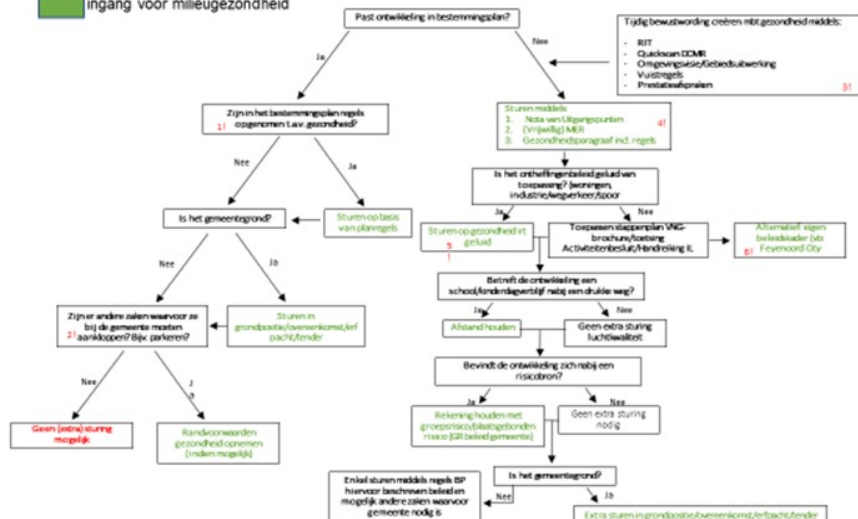 ingang voor milieugezondheid
Past ontwikkeling in bestemmingsplan?
Ja
Nee
Tijdig bewustwording creëren mbt gezondheid middels:
- RIT
- Quickscan DCMR
- Omgevingsvisie/Gebiedsuitwerking
- Vuistregels
- Prestatieafspraken
3!
Zijn in het bestemmingsplan regels
1! opgenomen t.a.v. gezondheid?
Sturen middels:
1. Nota van Uitgangspunten
2. (Vrijwillig) MER
3. Gezondheidsparagraaf incl. regels
4!
Nee
Ja
Is het ontheffingenbeleid geluid van
toepassing? (woningen,
industrie/wegverkeer/spoor
Is het gemeentegrond?
Sturen op basis
van planregels
Ja
Nee
Sturen op gezondheid irt
geluid
5
!
Toepassen stappenplan VNG-
brochure/toetsing
Activiteitenbesluit/Handreiking IL
Alternatief eigen
beleidskader (vb
Feyenoord City
6!
Nee
Ja
Betreft de ontwikkeling een
school/kinderdagverblijf nabij een drukke weg?
Zijn er andere zaken waarvoor ze
bij de gemeente moeten
2! aankloppen? Bijv. parkeren?
Sturen in
grondpositie/overeenkomst/erf
pacht/tender
Ja
Nee
Afstand houden
Geen extra sturing
luchtkwaliteit
Bevindt de ontwikkeling zich nabij een
risicobron?
Nee
J
a
Ja
Nee
Geen (extra) sturing
mogelijk
Randvoorwaarden
gezondheid opnemen
(indien mogelijk)
Rekening houden met
groepsrisico/plaatsgebonden
risico (GR beleid gemeente)
Geen extra sturing
nodig
Is het gemeentegrond?
Enkel sturen middels regels BP
hiervoor beschreven beleid en
mogelijk andere zaken waarvoor
gemeente nodig is
Nee
Ja
Extra sturen in grondpositie/overeenkomst/erfpacht/tender